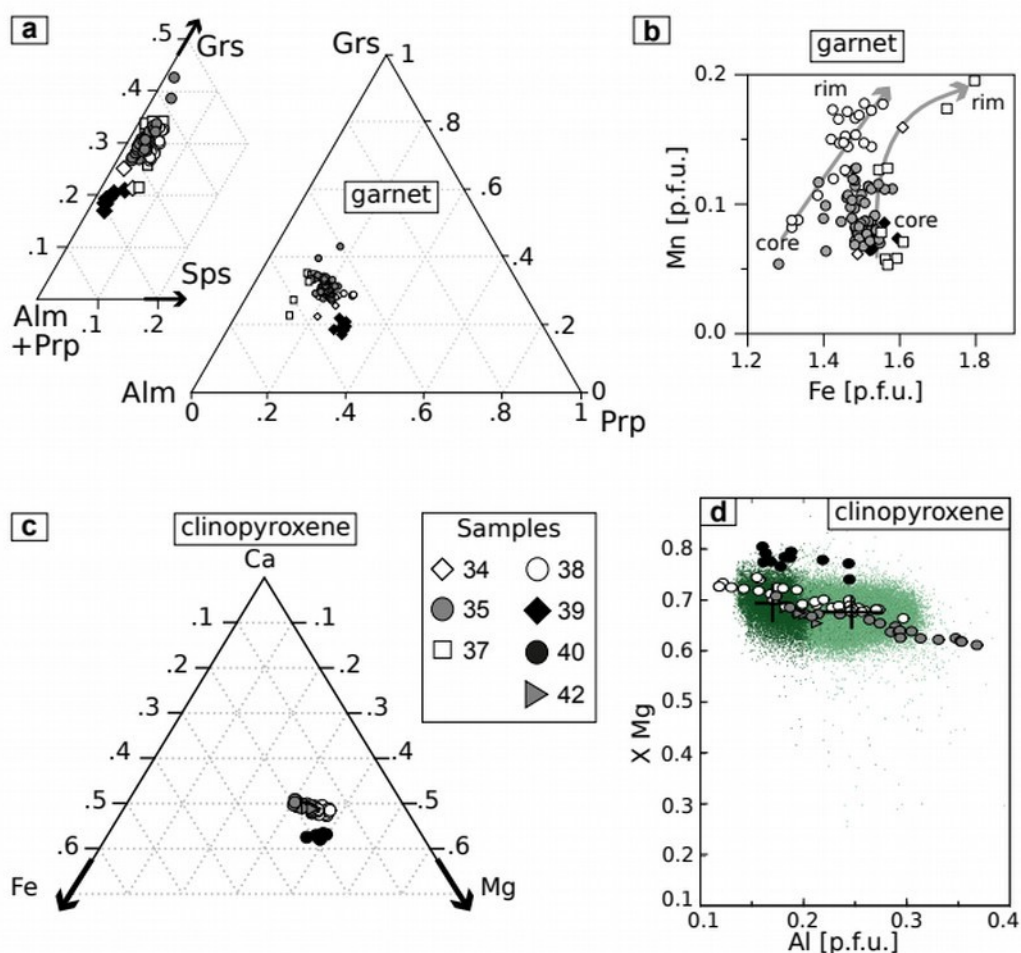 a
.5
Grs
.4
.3
.2
.1
Sps
Alm
+Prp
.1
.2
Grs
1
.8
garnet
.6
.4
.2
Alm
0
0
.2
.4
.6
.8
1
Prp
b
garnet
0.2
rim
rim
Mn [p.f.u.]
0.1
core
core
0.0
1.2
1.4
1.6
1.8
Fe [p.f.u.]
c
clinopyroxene
Ca
.1
.1
.2
.2
.3
.3
.4
.4
.5
.5
.6
.6
Fe
Mg
Samples
34
38
35
39
37
40
42
d
clinopyroxene
0.8
0.7
0.6
X Mg
0.5
0.4
0.3
0.2
0.1
0.1
0.2
0.3
0.4
Al [p.f.u.]